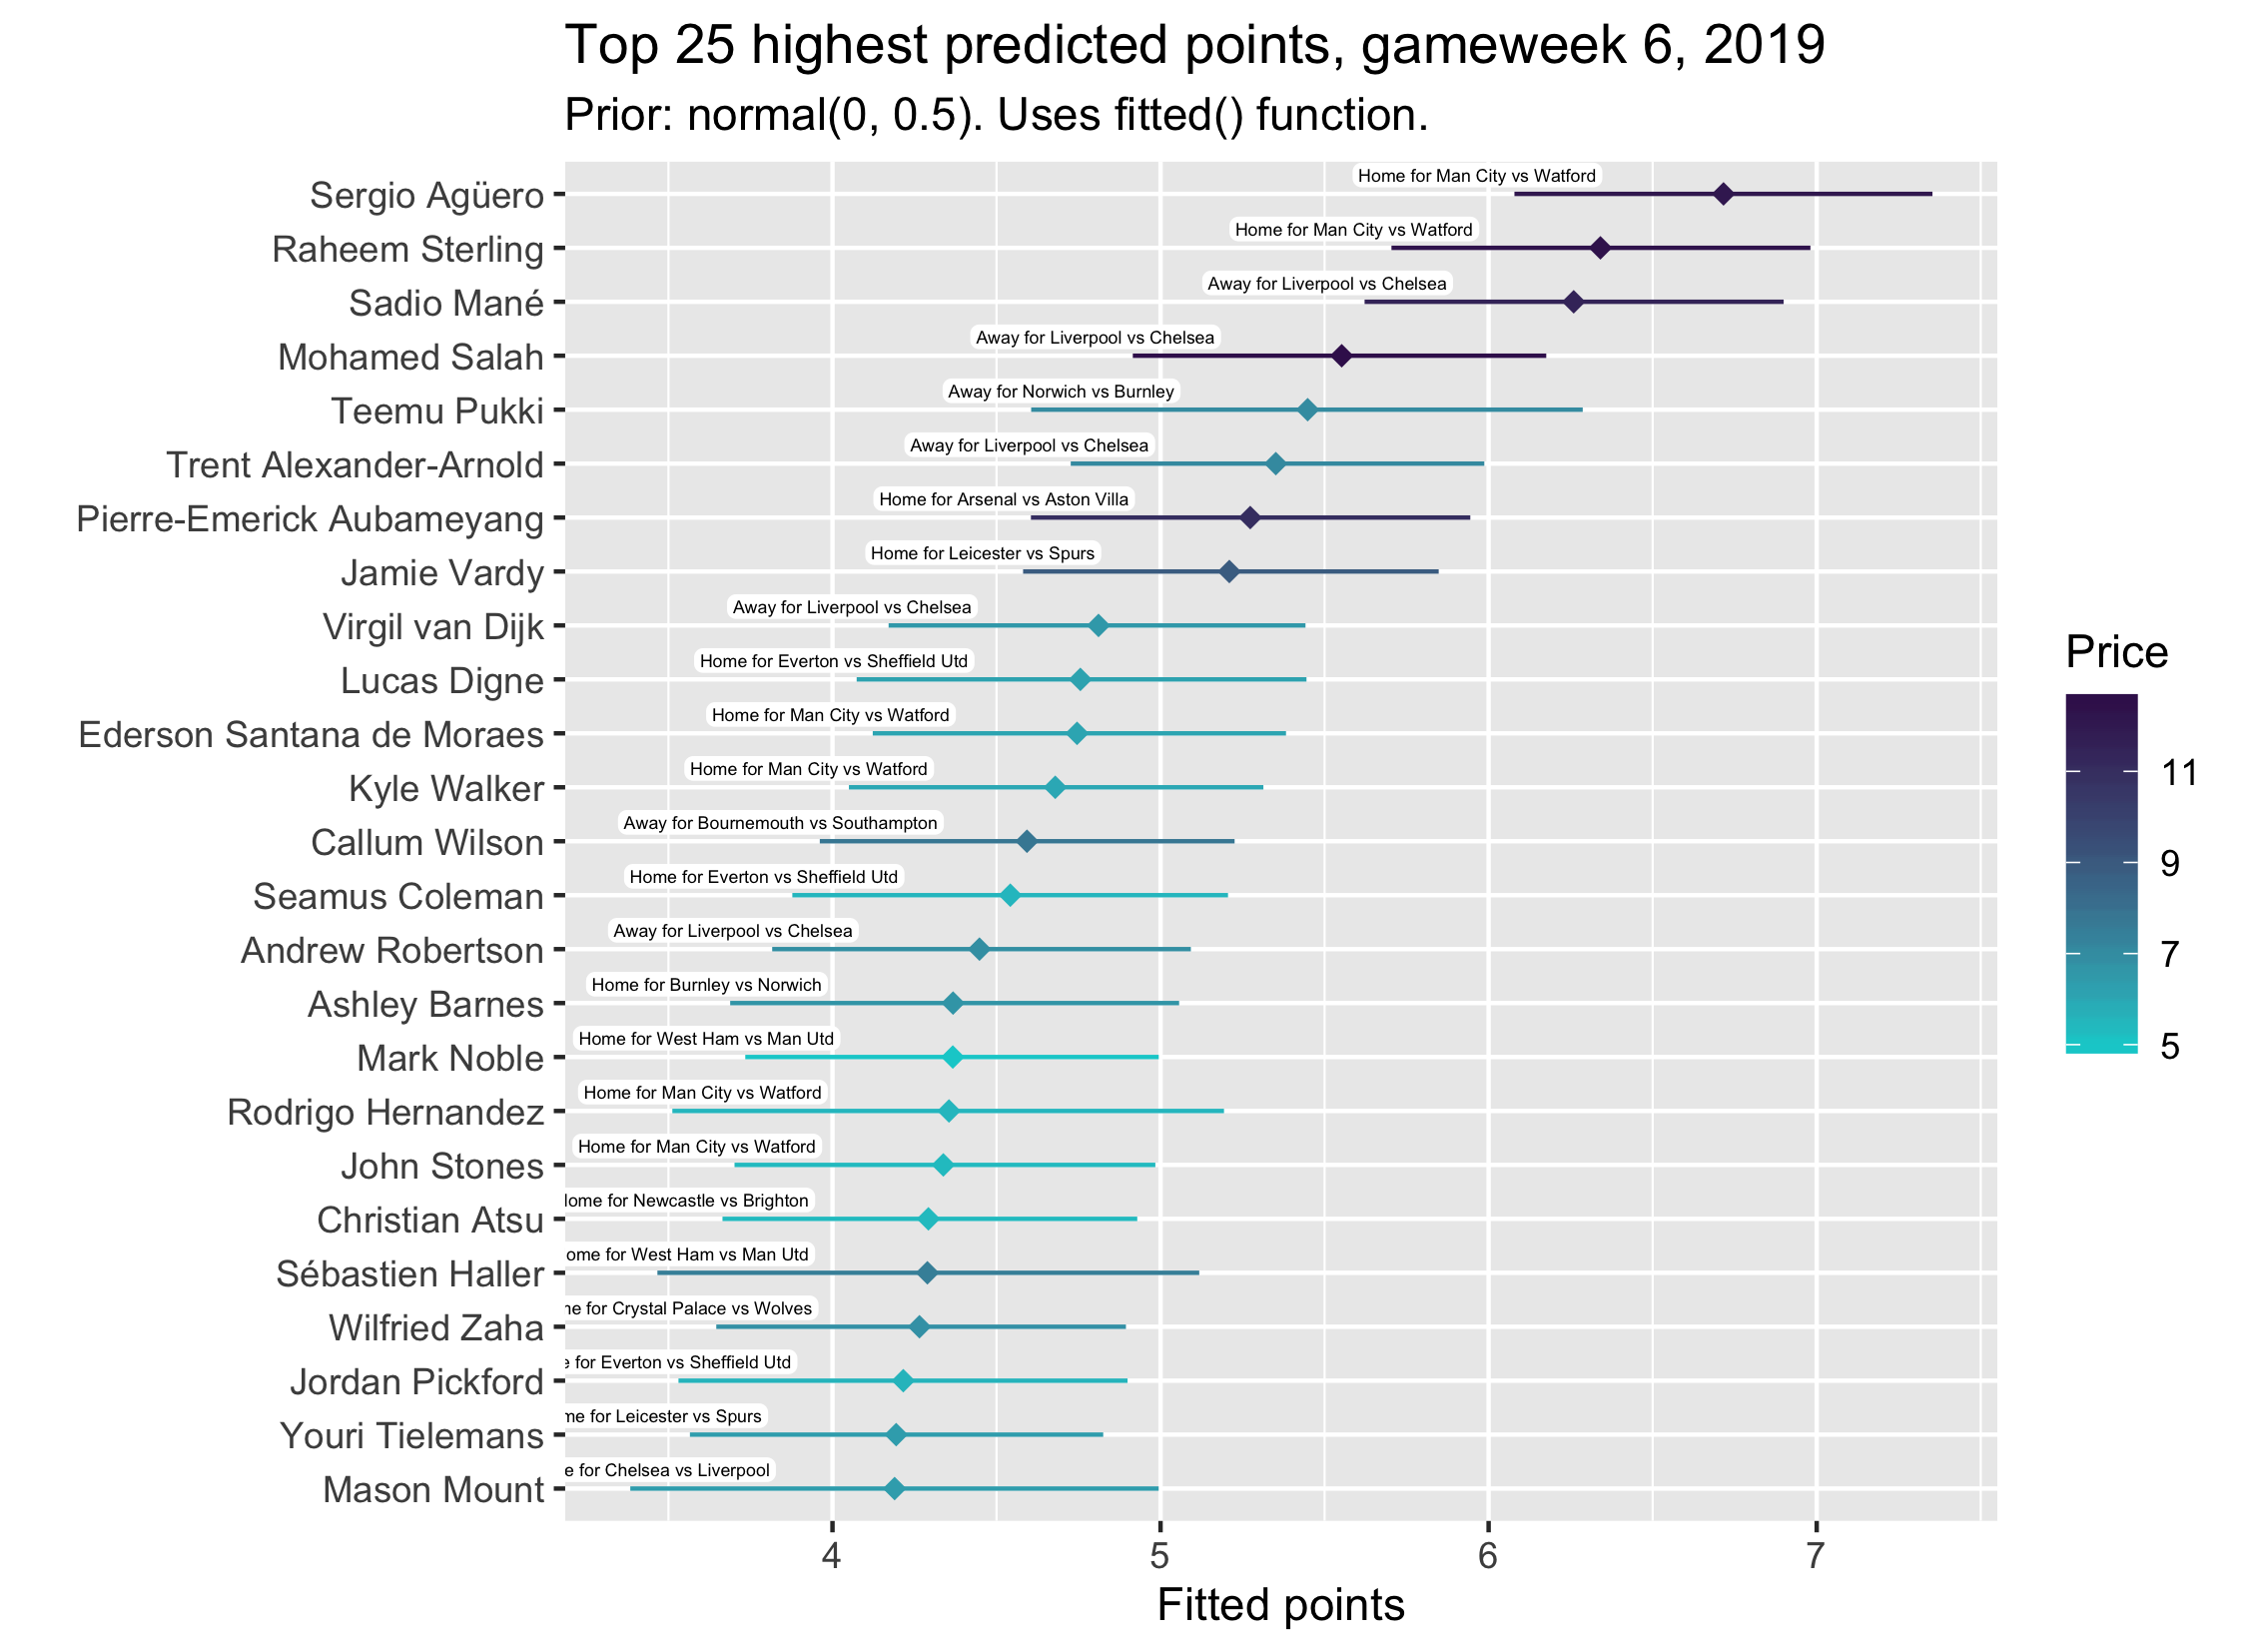 Top 25 highest predicted points, gameweek 6, 2019
Prior: normal(0, 0.5). Uses fitted() function.
Sergio Agüero
Home for Man City vs Watford
Raheem Sterling
Home for Man City vs Watford
Sadio Mané
Away for Liverpool vs Chelsea
Mohamed Salah
Away for Liverpool vs Chelsea
Teemu Pukki
Away for Norwich vs Burnley
Trent Alexander-Arnold
Away for Liverpool vs Chelsea
Pierre-Emerick Aubameyang
Home for Arsenal vs Aston Villa
Jamie Vardy
Home for Leicester vs Spurs
Virgil van Dijk
Away for Liverpool vs Chelsea
Lucas Digne
Home for Everton vs Sheffield Utd
Ederson Santana de Moraes
Home for Man City vs Watford
Kyle Walker
Home for Man City vs Watford
Callum Wilson
Away for Bournemouth vs Southampton
Seamus Coleman
Home for Everton vs Sheffield Utd
Andrew Robertson
Away for Liverpool vs Chelsea
Ashley Barnes
Home for Burnley vs Norwich
Mark Noble
Home for West Ham vs Man Utd
Rodrigo Hernandez
Home for Man City vs Watford
John Stones
Home for Man City vs Watford
Christian Atsu
for Newcastle vs Brighton
Sébastien Haller
for West Ham vs Man Utd
Wilfried Zaha
for Crystal Palace vs Wolves
Jordan Pickford
for Everton vs Sheffield Utd
Youri Tielemans
for Leicester vs Spurs
Mason Mount
for Chelsea vs Liverpool
4 5 6 7
Fitted points
Price
11
9
7
5